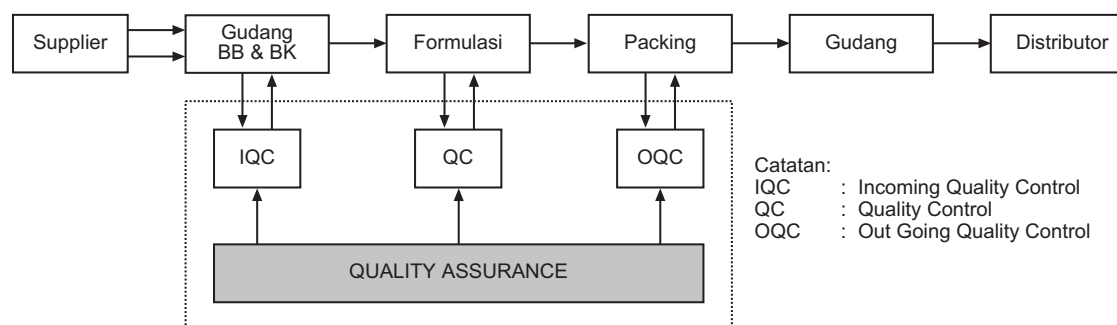 Supplier
Gudang
BB & BK
Formulasi
Packing
Gudang
Distributor
IQC
QC
OQC
QUALITY ASSURANCE
Catatan:
IQC : Incoming Quality Control
QC : Quality Control
OQC : Out Going Quality Control